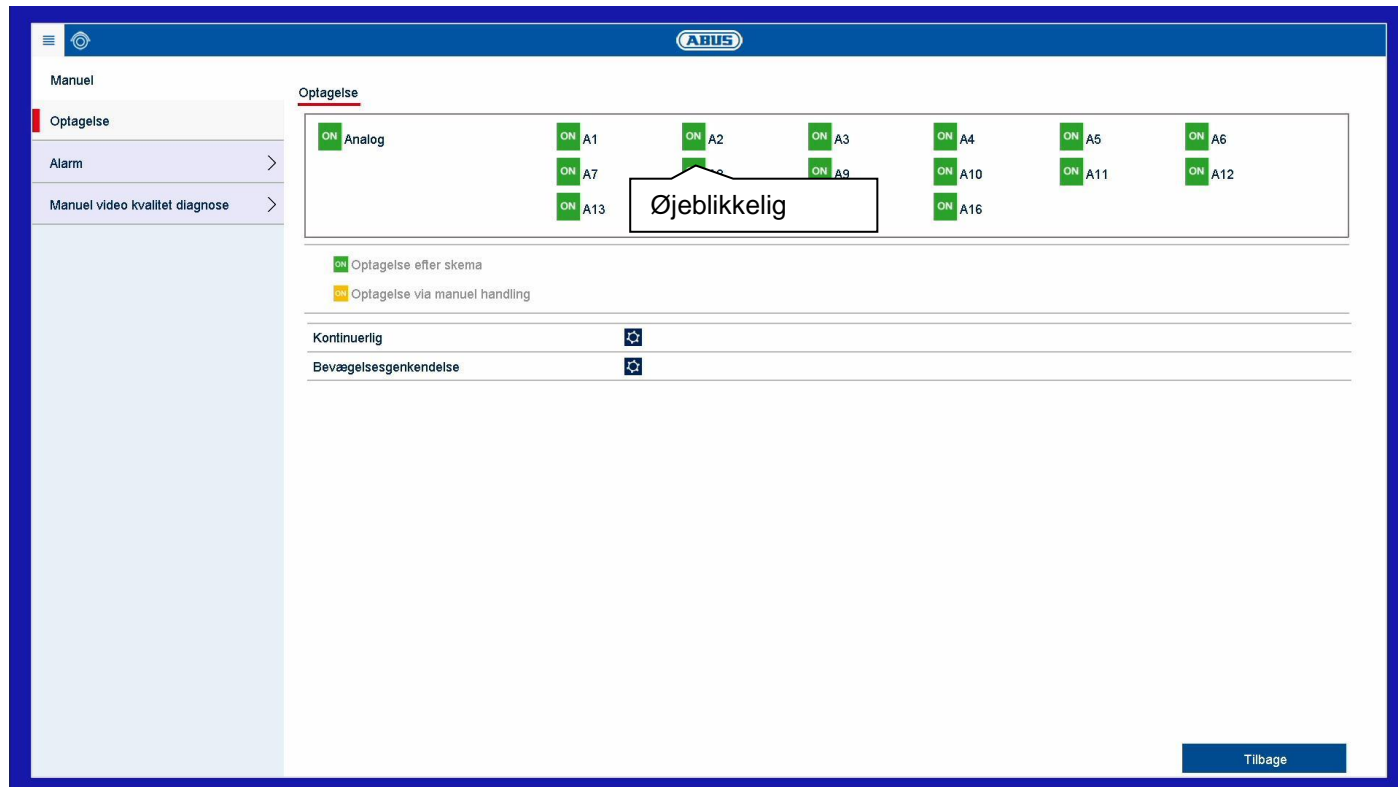 ABUS
Manuel
Optagelse
Alarm
Manuel video kvalitet diagnose
Optagelse
ON Analog ON A1 ON A2 ON A3 ON A4 ON A5 ON A6
ON A7 ON A9 ON A10 ON A11 ON A12
ON A13 ON A16
Øjeblikkelig
ON Optagelse efter skema
ON Optagelse via manuel handling
Kontinuerlig
Bevægelsesgenkendelse
Tilbage